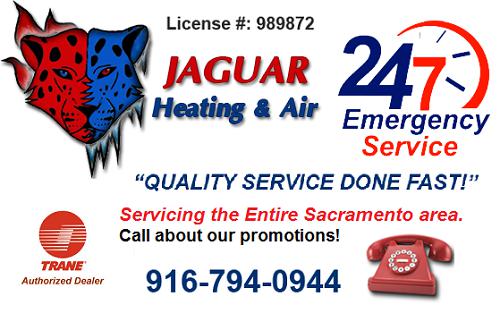 License #: 989872
JAGUAR
Heating & Air
24 7
Emergency
Service
“QUALITY SERVICE DONE FAST!”
Servicing the Entire Sacramento area.
Call about our promotions!
TRANE
Authorized Dealer
916-794-0944